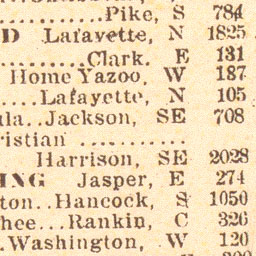 .........Pike, S 784
D Lafayette, N 1825
.........Clark. E 131
Home Yazoo, W 187
....Lafayette, N 105
ula..Jackson, SE 708
ristian ...........
Harrison, SE 2028
ING Jasper, E 274
ton..Hancock, S 1050
hee...Rankin, C 326
.Washington, W 120